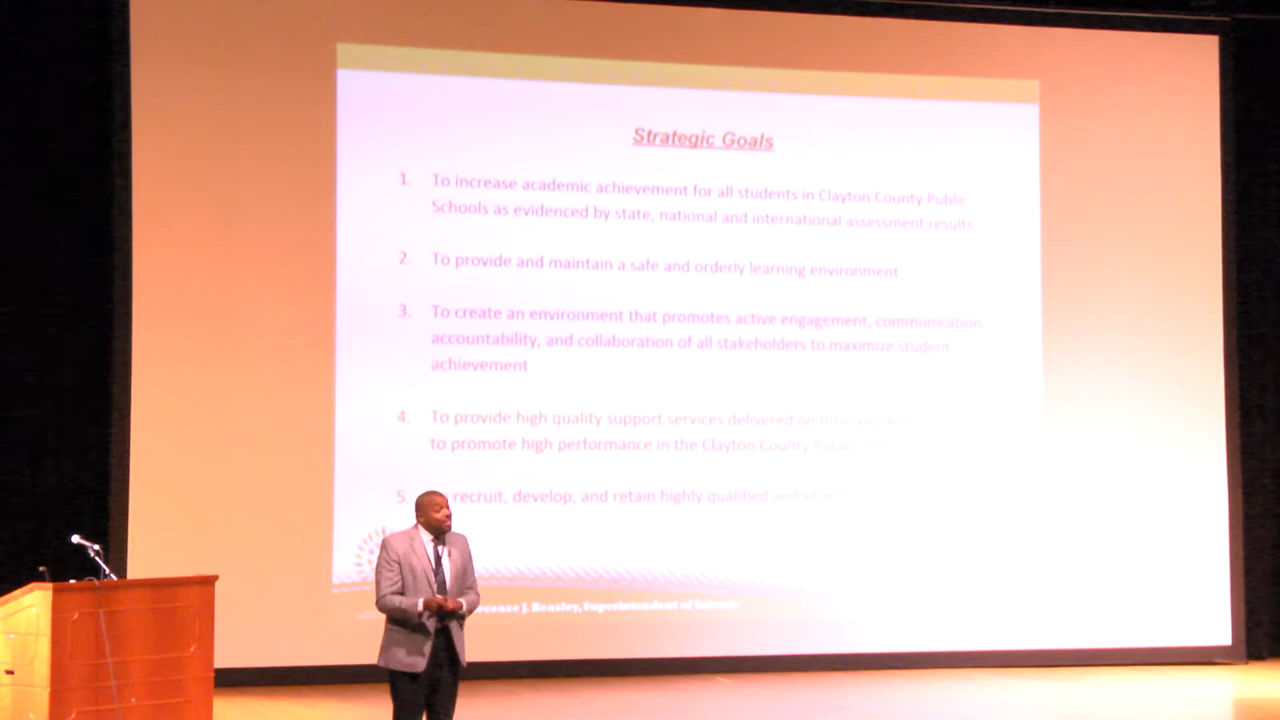 Strategic Goals
1. To increase academic achievement for all students in Clayton County Public
Schools as evidenced by state, national and international assessment results
2. To provide and maintain a safe and orderly learning environment
3. To create an environment that promotes active engagement, communication
accountability, and collaboration of all stakeholders to maximize student
achievement
4. To provide high quality support services delivered on time and
to promote high performance in the Clayton County Public
5. recruit, develop, and retain highly qualified and
J. Beasley, Superintendent of Schools